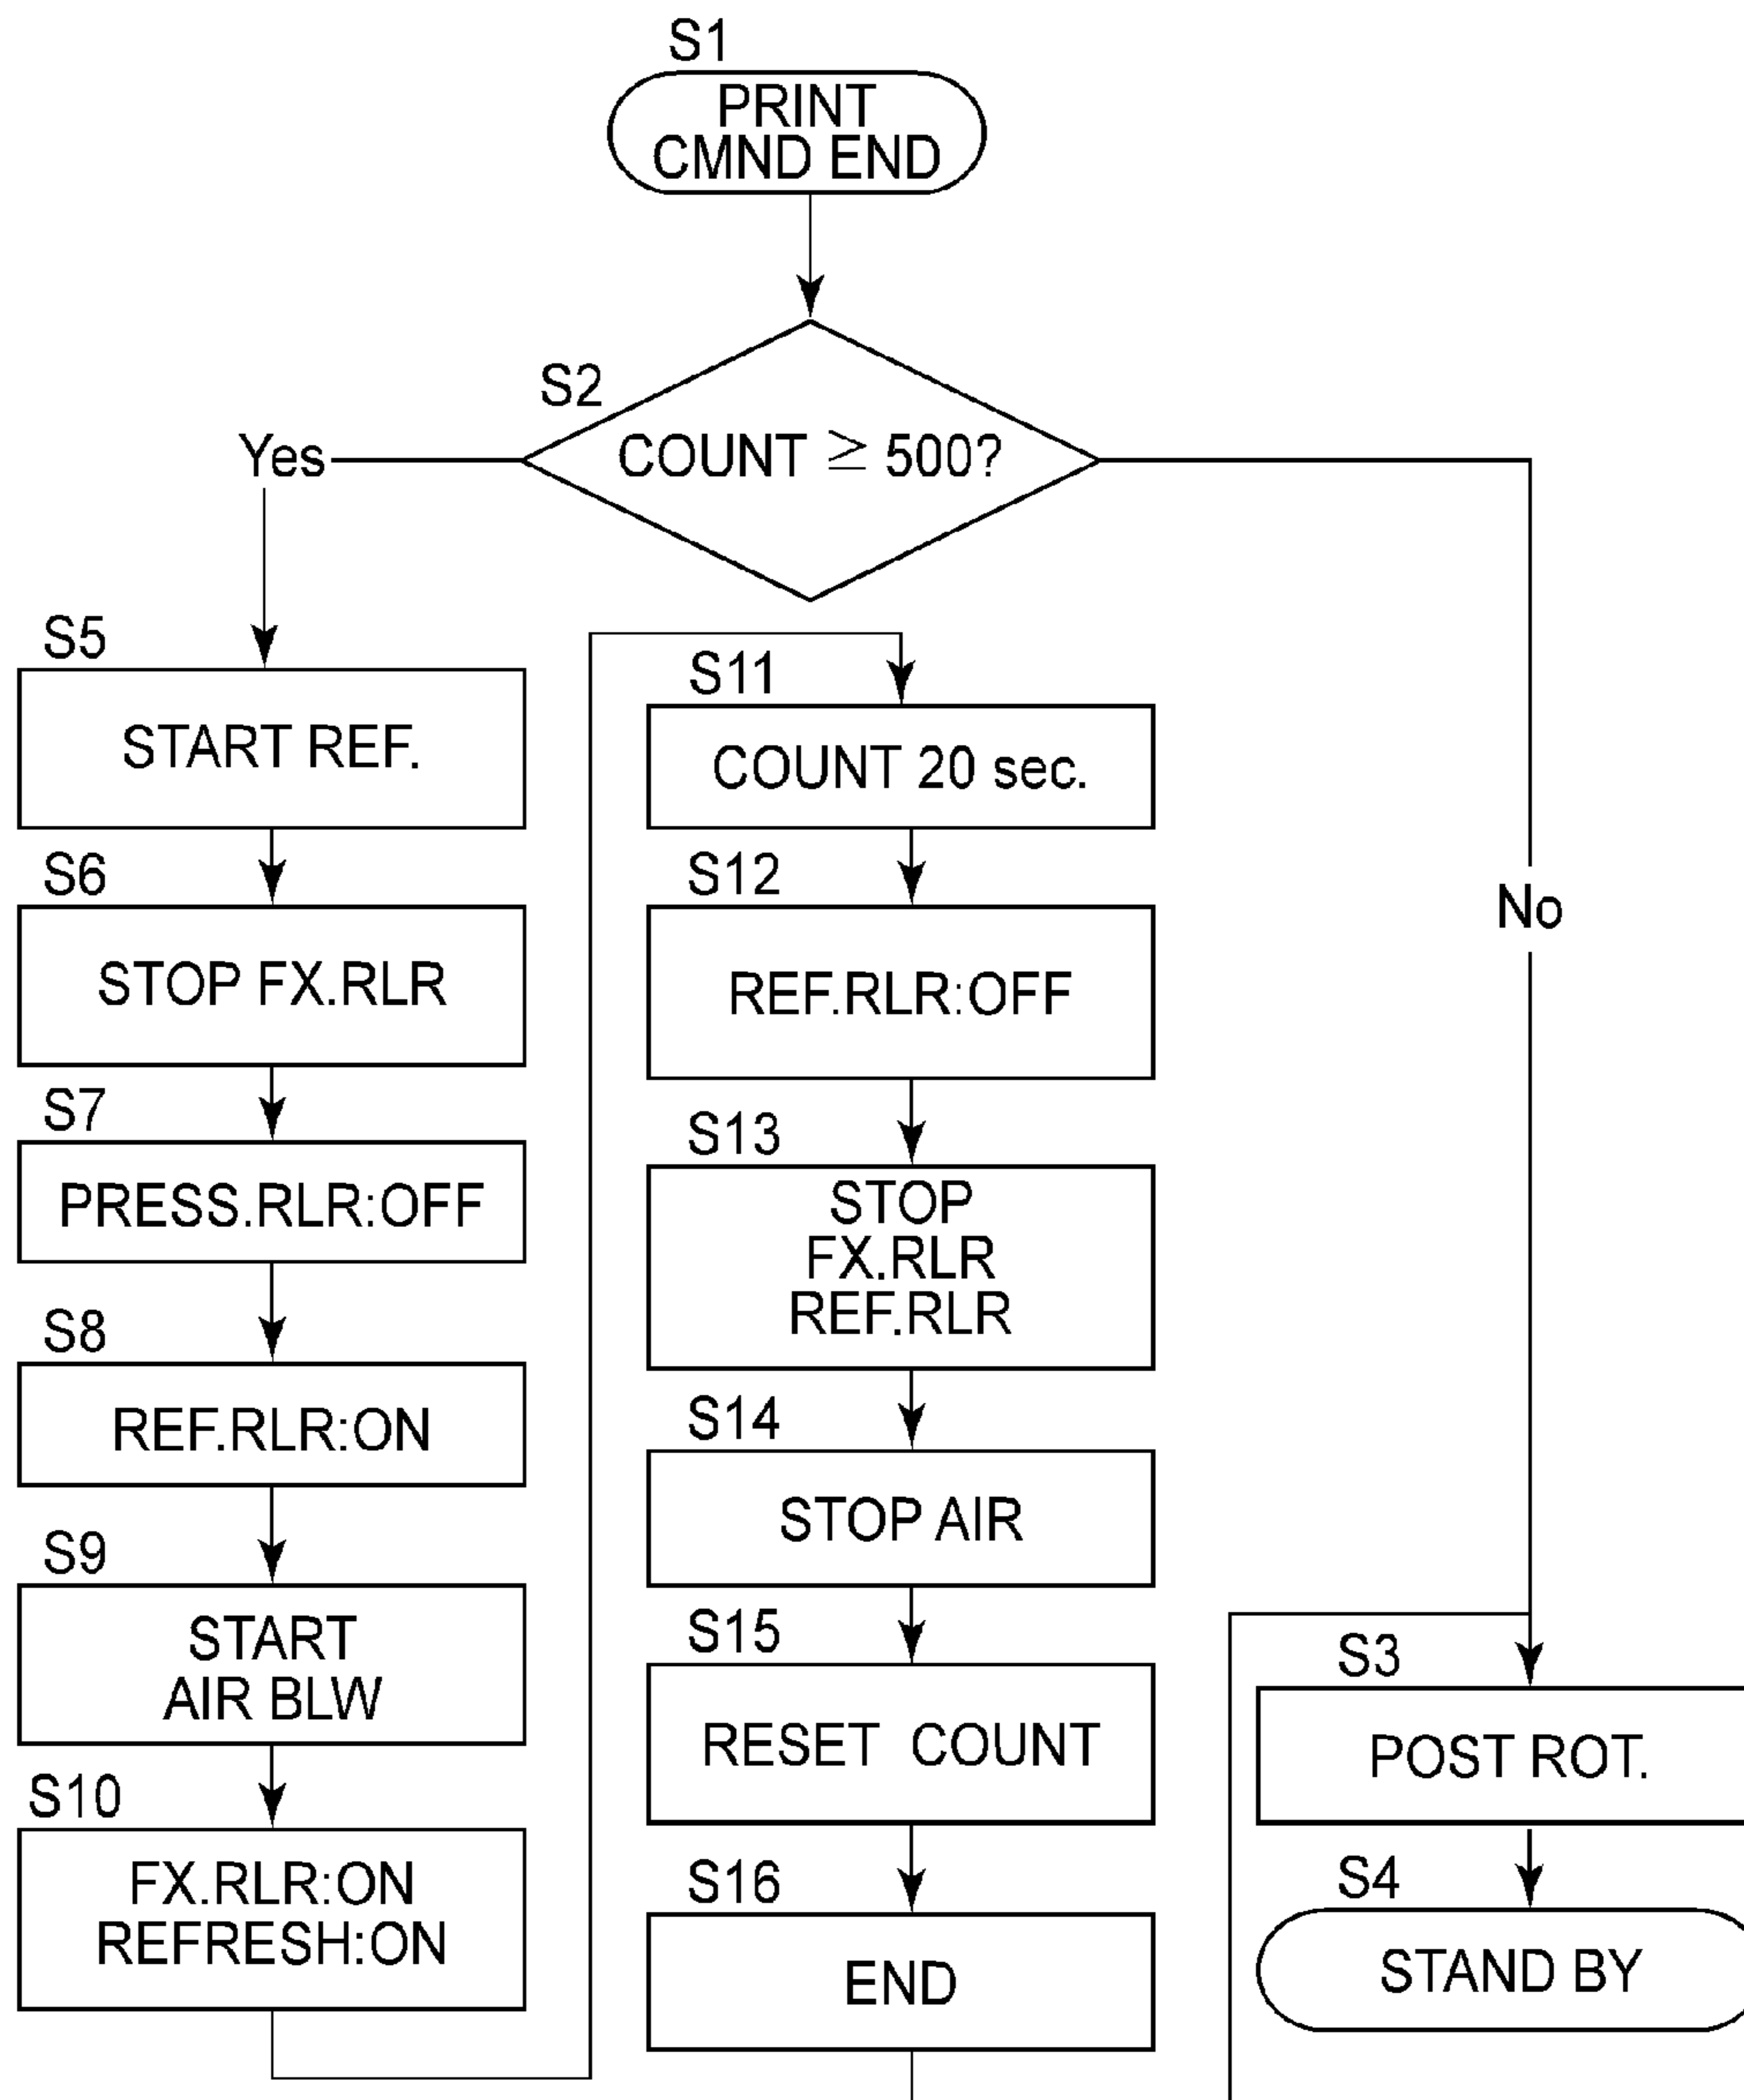 S1
PRINT
CMND END
S2
COUNT ≧ 500?
Yes
No
S5
START REF.
S6
STOP FX.RLR
S7
PRESS.RLR:OFF
S8
REF.RLR:ON
S9
START
AIR BLW
S10
FX.RLR:ON
REFRESH:ON
S11
COUNT 20 sec.
S12
REF.RLR:OFF
S13
STOP
FX.RLR
REF.RLR
S14
STOP AIR
S15
RESET COUNT
S16
END
S3
POST ROT.
S4
STAND BY